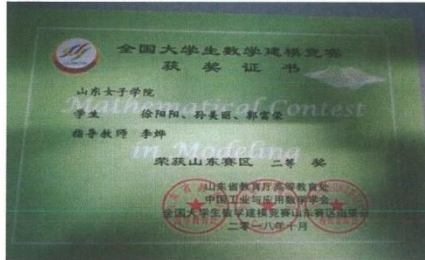 全国大学生数学建模竞赛
获奖证书
山东女子学院
Mathematical Contest
学生 徐阳阳、孙美丽、郭富荣
指导教师 李烨
in Modeling
荣获山东赛区 二等 奖
山东省教育厅高等教育处
中国工业与应用数学学会
全国大学生数学建模竞赛山东赛区组委会
二零一八年十月